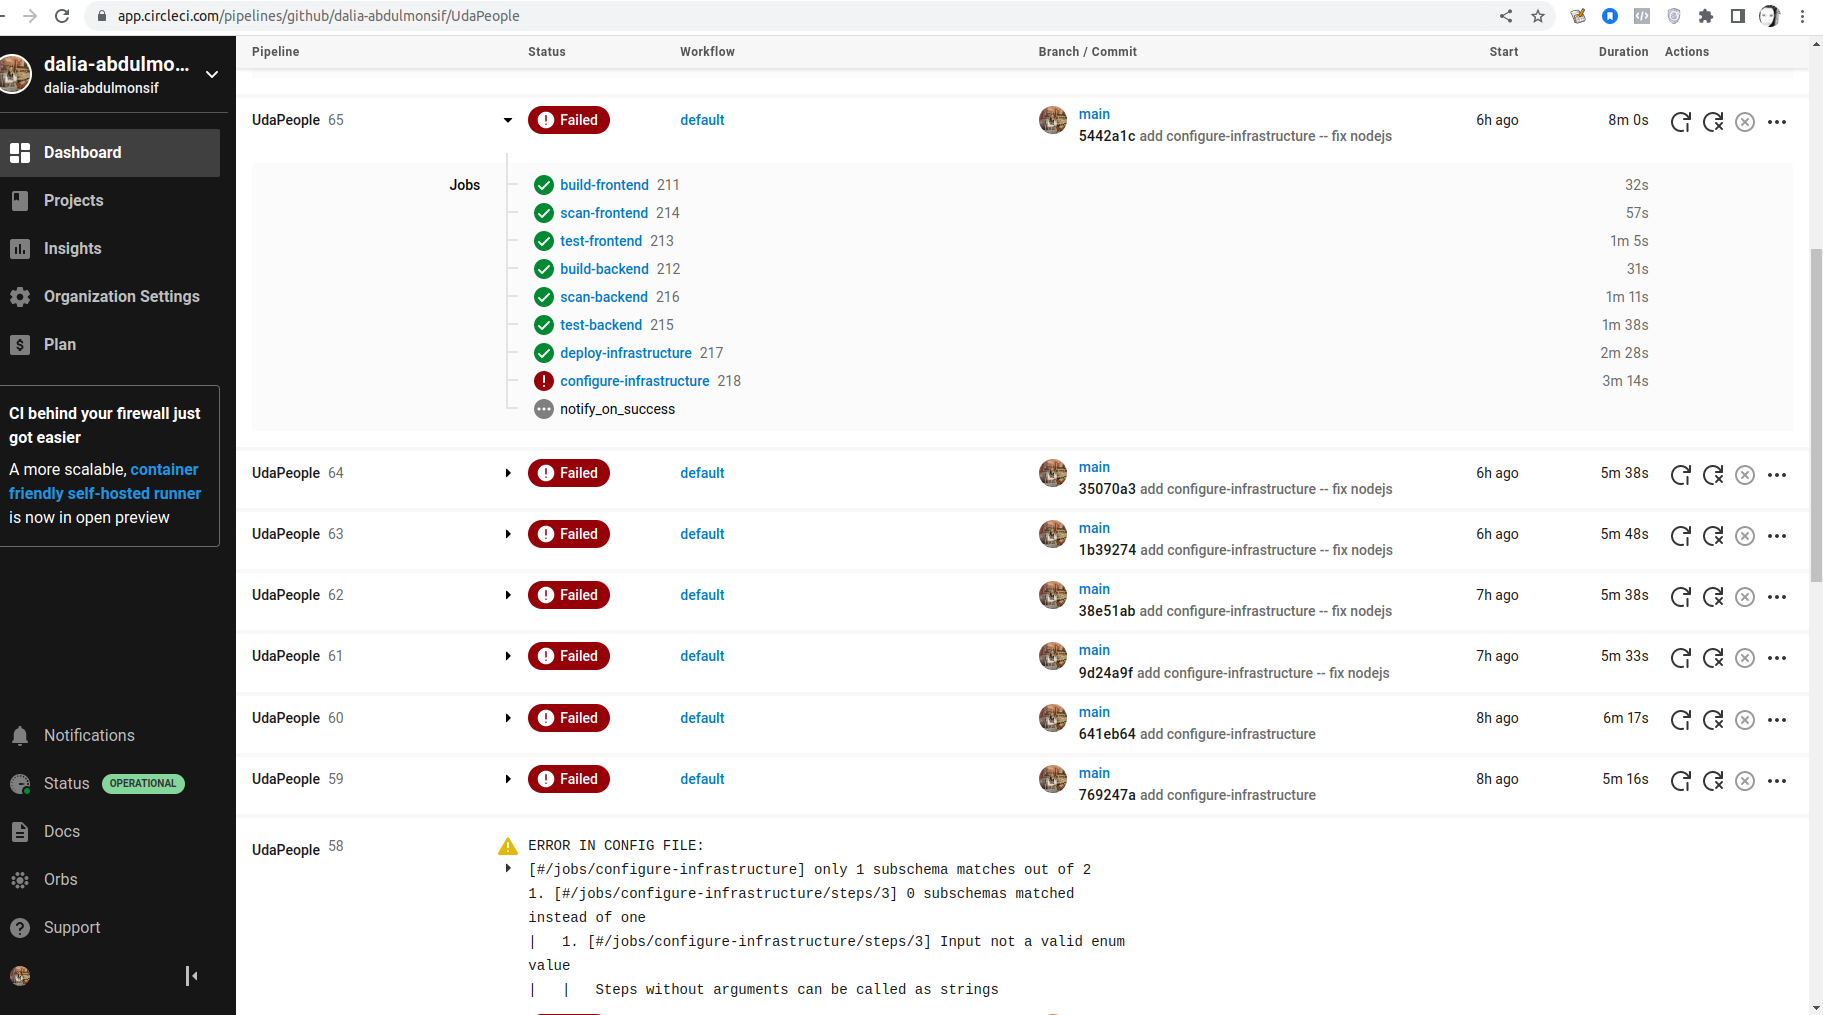 app.circleci.com/pipelines/github/dalia-abdulmonsif/UdaPeople
dalia-abdulmo...
dalia-abdulmonsif
Dashboard
Projects
Insights
Organization Settings
Plan
CI behind your firewall just
got easier
A more scalable, container
friendly self-hosted runner
is now in open preview
Notifications
Status OPERATIONAL
Docs
Orbs
Support
Pipeline Status Workflow Branch / Commit Start Duration Actions
UdaPeople 65 Failed default main 6h ago 8m 0s
5442a1c add configure-infrastructure -- fix nodejs
Jobs
build-frontend 211 32s
scan-frontend 214 57s
test-frontend 213 1m 5s
build-backend 212 31s
scan-backend 216 1m 11s
test-backend 215 1m 38s
deploy-infrastructure 217 2m 28s
configure-infrastructure 218 3m 14s
notify_on_success
UdaPeople 64 Failed default main 6h ago 5m 38s
35070a3 add configure-infrastructure -- fix nodejs
UdaPeople 63 Failed default main 6h ago 5m 48s
1b39274 add configure-infrastructure -- fix nodejs
UdaPeople 62 Failed default main 7h ago 5m 38s
38e51ab add configure-infrastructure -- fix nodejs
UdaPeople 61 Failed default main 7h ago 5m 33s
9d24a9f add configure-infrastructure -- fix nodejs
UdaPeople 60 Failed default main 8h ago 6m 17s
641eb64 add configure-infrastructure
UdaPeople 59 Failed default main 8h ago 5m 16s
769247a add configure-infrastructure
UdaPeople 58 ERROR IN CONFIG FILE:
[#/jobs/configure-infrastructure] only 1 subschema matches out of 2
1. [#/jobs/configure-infrastructure/steps/3] 0 subschemas matched
instead of one
| 1. [#/jobs/configure-infrastructure/steps/3] Input not a valid enum
value
| | Steps without arguments can be called as strings